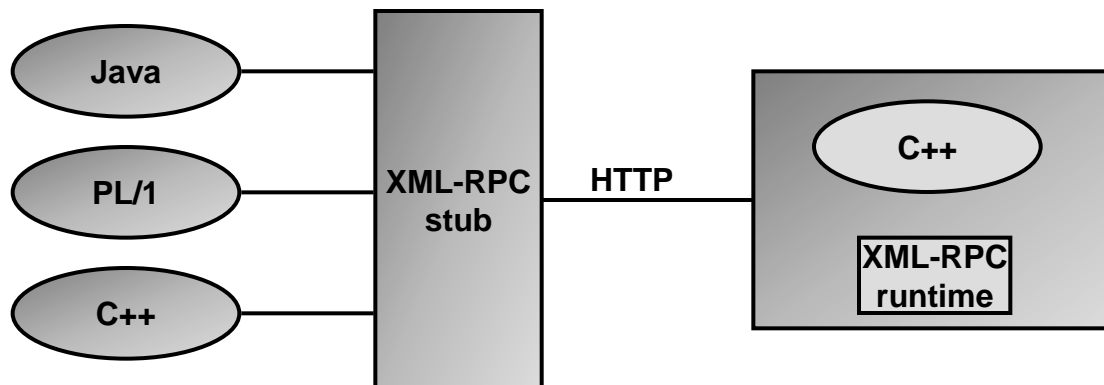 Java
PL/1
C++
XML-RPC
stub
HTTP
C++
XML-RPC
runtime